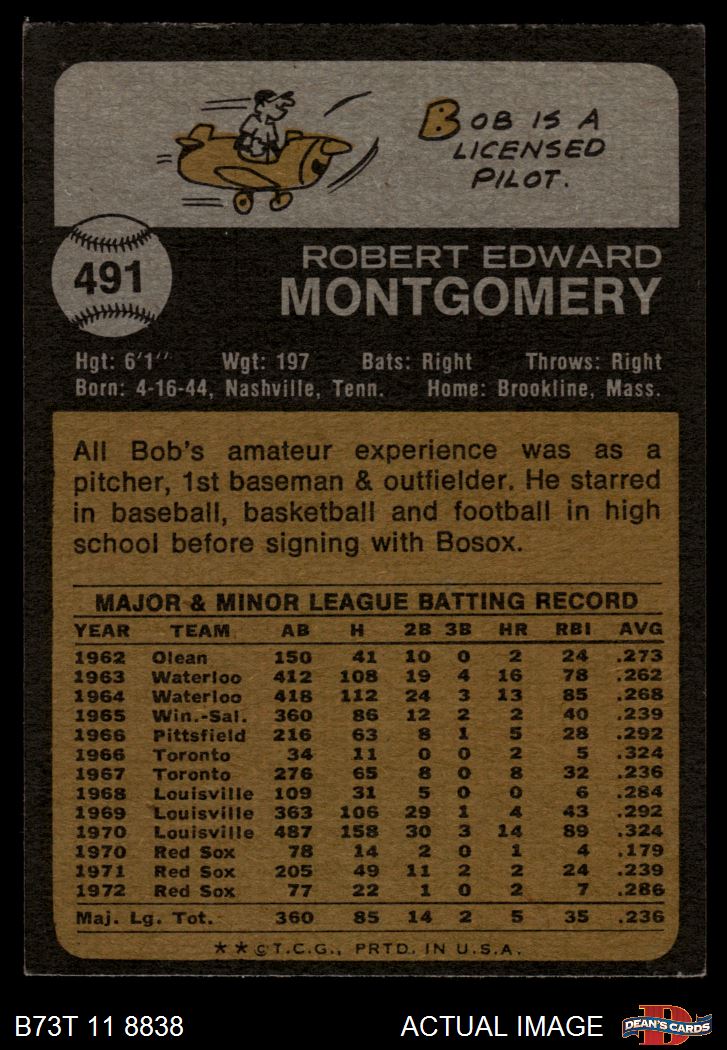 BOB IS A
LICENSED
PILOT.
491
ROBERT EDWARD
MONTGOMERY
Hgt: 6'1" Wgt: 197 Bats: Right Throws: Right
Born: 4-16-44, Nashville, Tenn. Home: Brookline, Mass.
All Bob's amateur experience was as a
pitcher, 1st baseman & outfielder. He starred
in baseball, basketball and football in high
school before signing with Bosox.
MAJOR & MINOR LEAGUE BATTING RECORD
YEAR TEAM AB H 2B 3B HR RBI AVG
1962 Olean 150 41 10 0 2 24 .273
1963 Waterloo 412 108 19 4 16 78 .262
1964 Waterloo 418 112 24 3 13 85 .268
1965 Win.-Sal. 360 86 12 2 2 40 .239
1966 Pittsfield 216 63 8 1 5 28 .292
1966 Toronto 34 11 0 0 2 5 .324
1967 Toronto 276 65 8 0 8 32 .236
1968 Louisville 109 31 5 0 0 6 .284
1969 Louisville 363 106 29 1 4 43 .292
1970 Louisville 487 158 30 3 14 89 .324
1970 Red Sox 78 14 2 0 1 4 .179
1971 Red Sox 205 49 11 2 2 24 .239
1972 Red Sox 77 22 1 0 2 7 .286
Maj. Lg. Tot. 360 85 14 2 5 35 .236
**©T.C.G., PRTD. IN U.S.A.
B73T 11 8838 ACTUAL IMAGE
D
DEAN'S CARDS